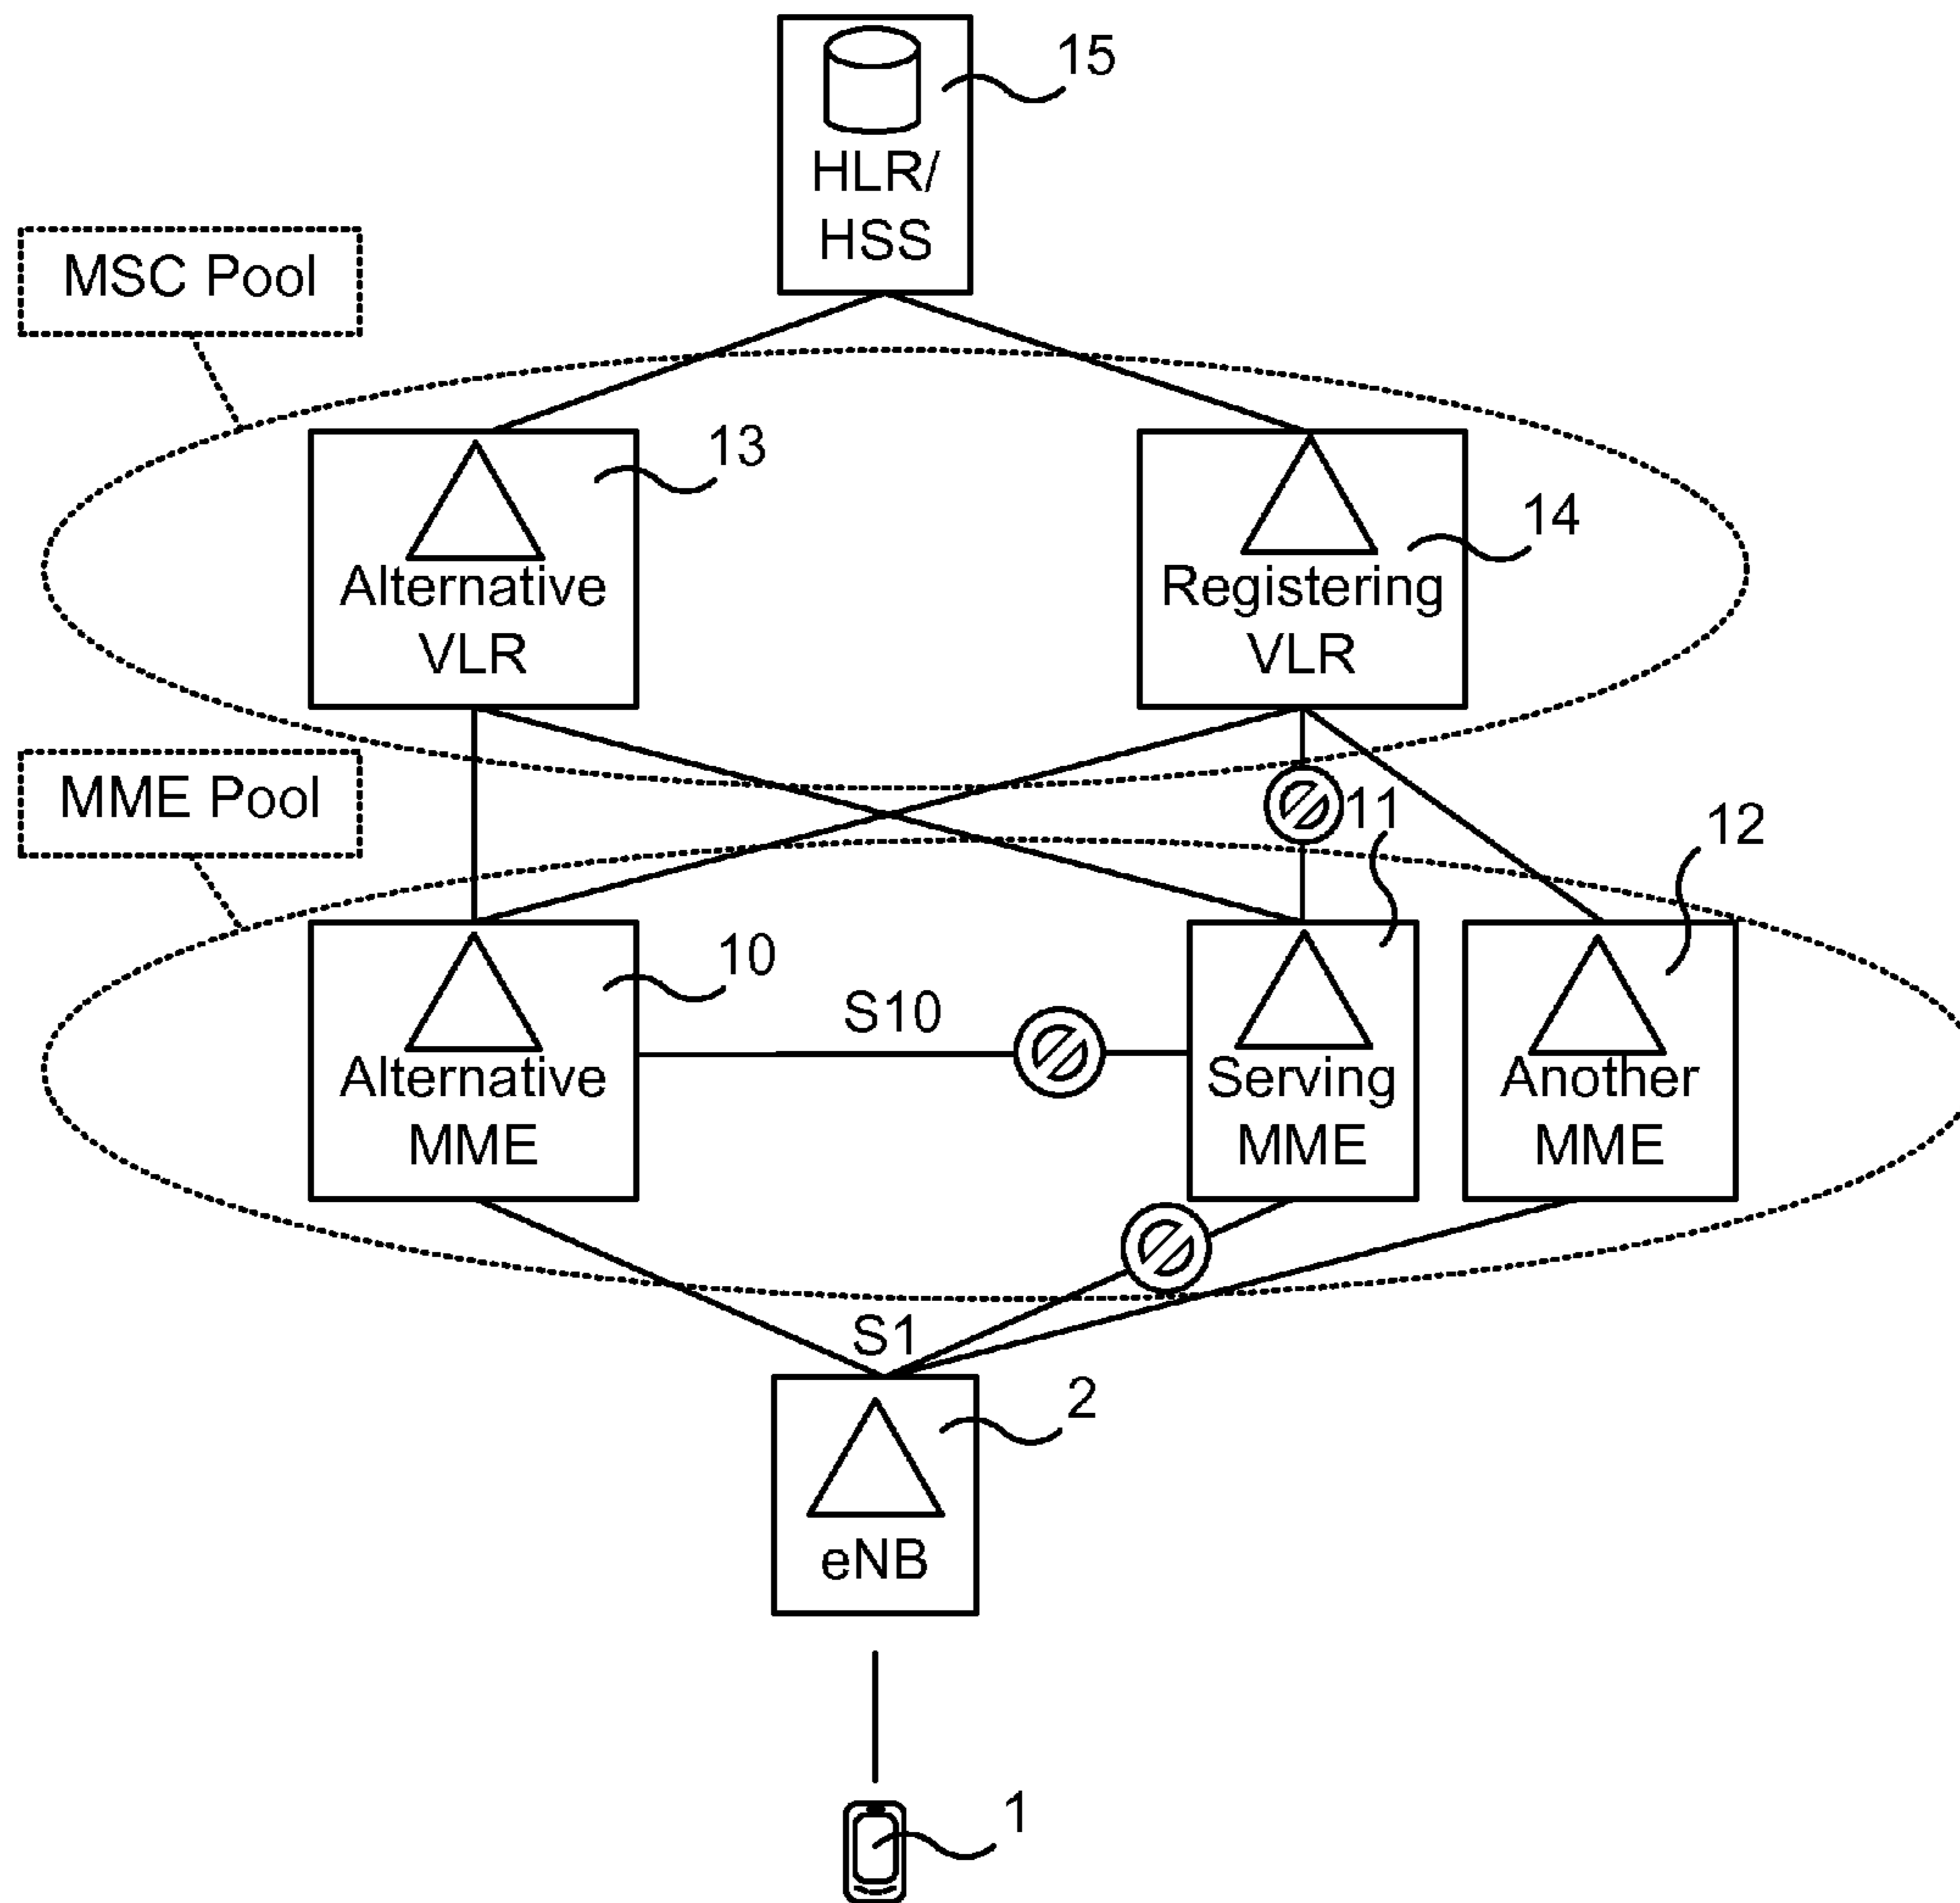 15
HLR/
HSS
MSC Pool
13
14
Alternative
VLR
Registering
VLR
MME Pool
11
12
10
S10
Alternative
MME
Serving
MME
Another
MME
S1
2
eNB
1